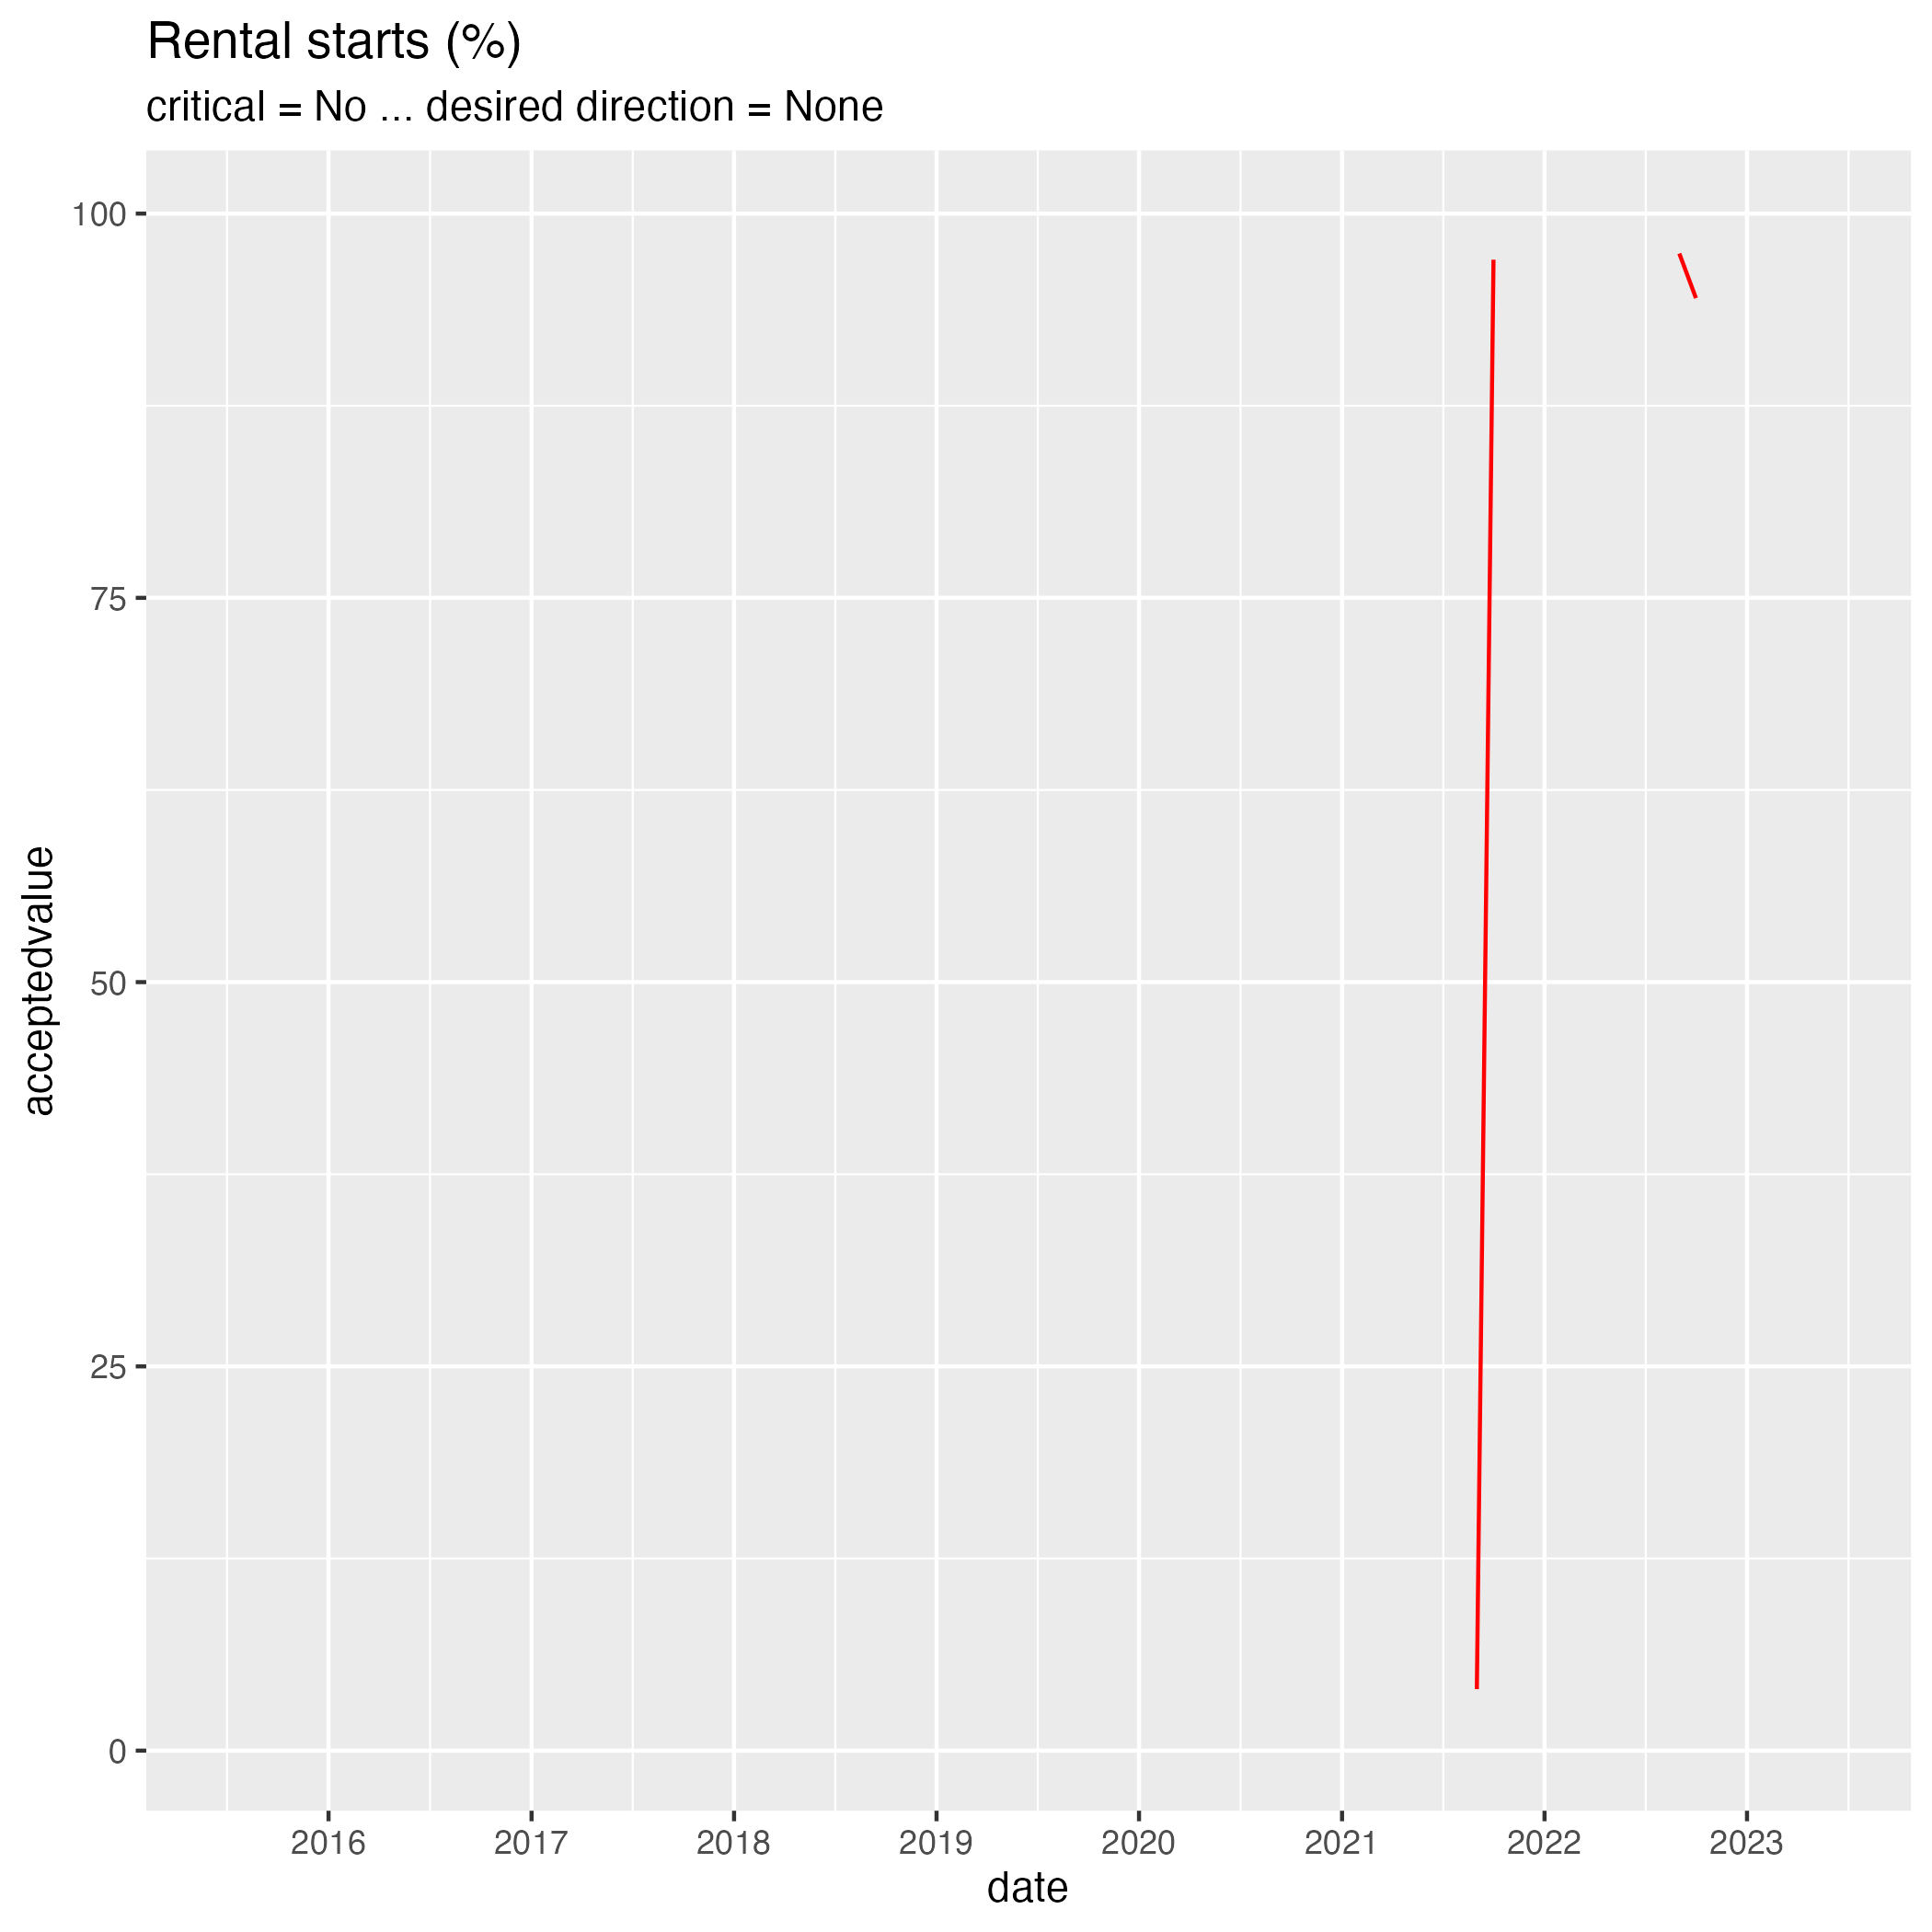 Rental starts (%)
critical = No ... desired direction = None
acceptedvalue
100
75
50
25
0
2016 2017 2018 2019 2020 2021 2022 2023
date